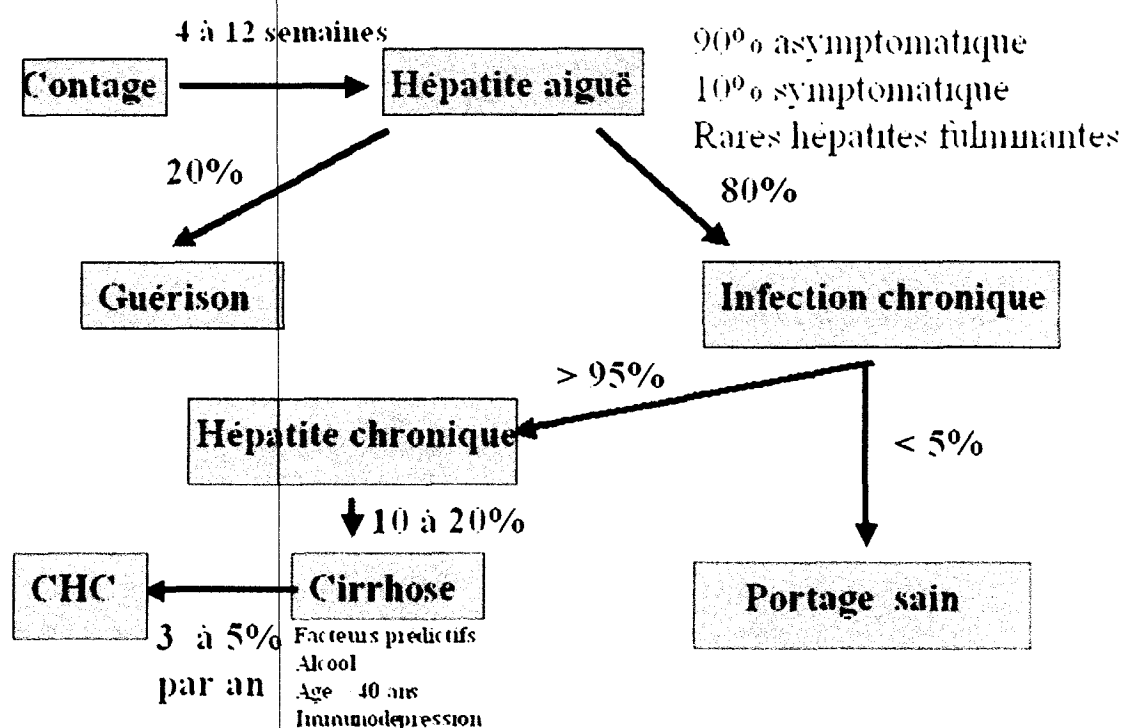 4 à 12 semaines
Contage
Hépatite aiguë
90% asymptomatique
10% symptomatique
Rares hépatites fulminantes
20%
80%
Guérison
Infection chronique
> 95%
Hépatite chronique
< 5%
10 à 20%
CHC
Cirrhose
Portage sain
3 à 5%
par an
Facteurs prédictifs
Alcool
Age 40 ans
Immunodépression